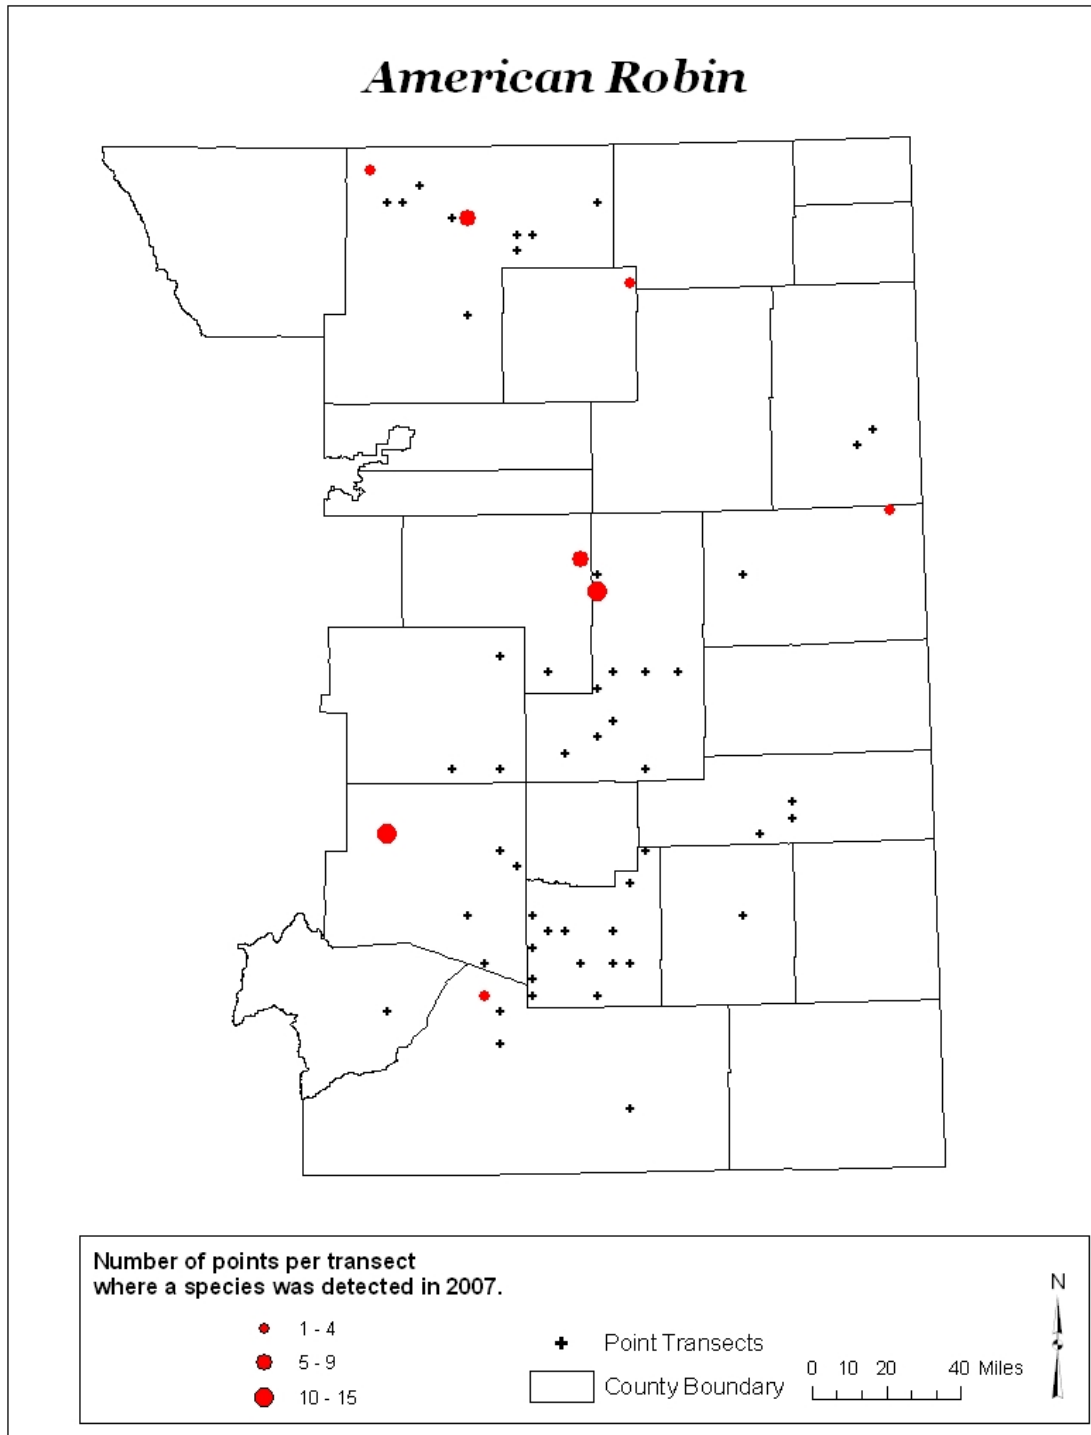 American Robin
Number of points per transect
where a species was detected in 2007.
1 - 4
5 - 9
10 - 15
Point Transects
County Boundary
0 10 20 40 Miles
N